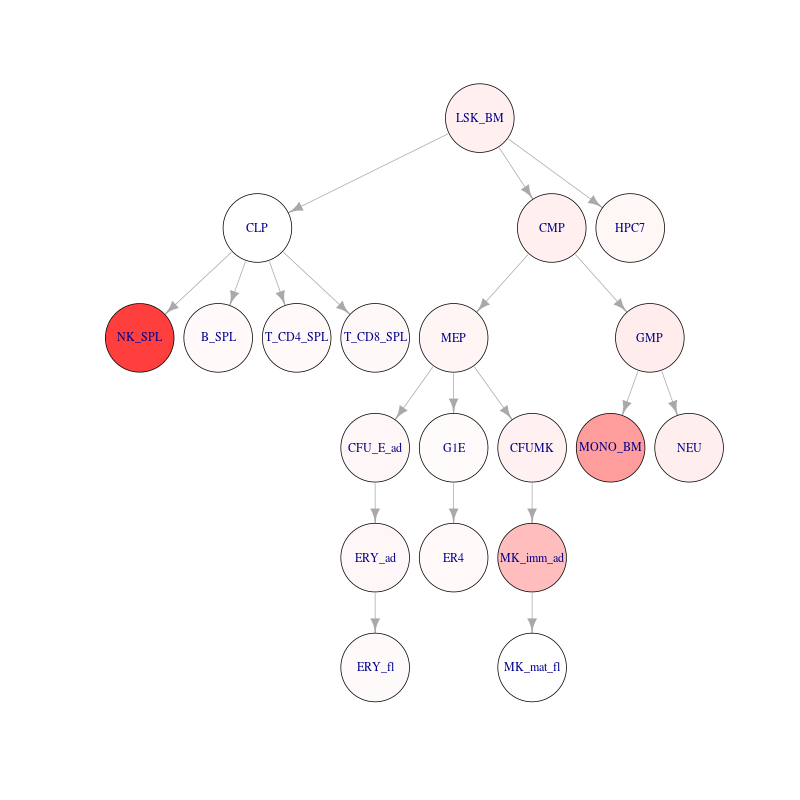 LSK_BM
CLP
CMP
HPC7
NK_SPL
B_SPL
T_CD4_SPL
T_CD8_SPL
MEP
GMP
CFU_E_ad
G1E
CFUMK
MONO_BM
NEU
ERY_ad
ER4
MK_imm_ad
ERY_fl
MK_mat_fl